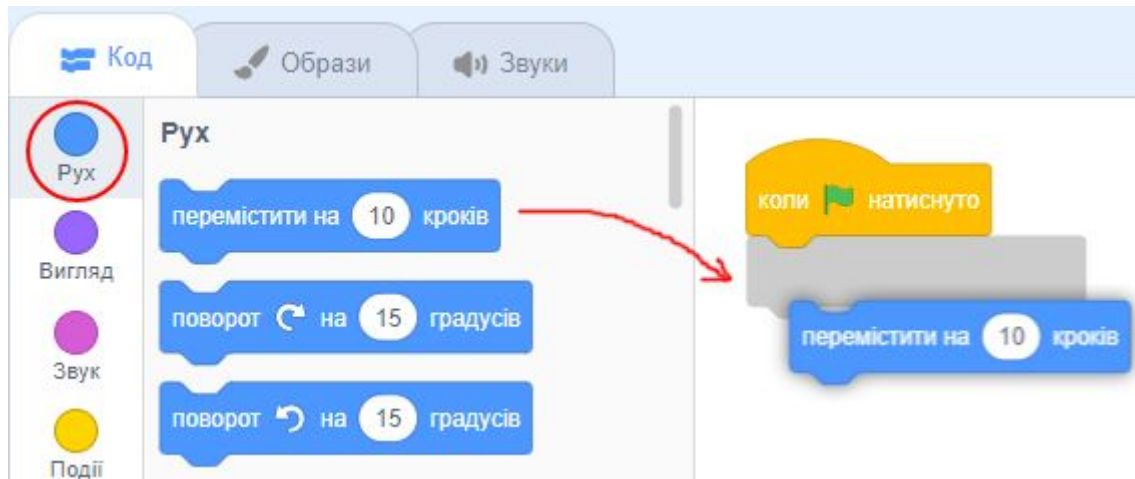 Код
Образи
Звуки
Рух
Вигляд
Звук
Події
Рух
перемістити на 10 кроків
поворот на 15 градусів
поворот на 15 градусів
коли натиснуто
перемістити на 10 кроків